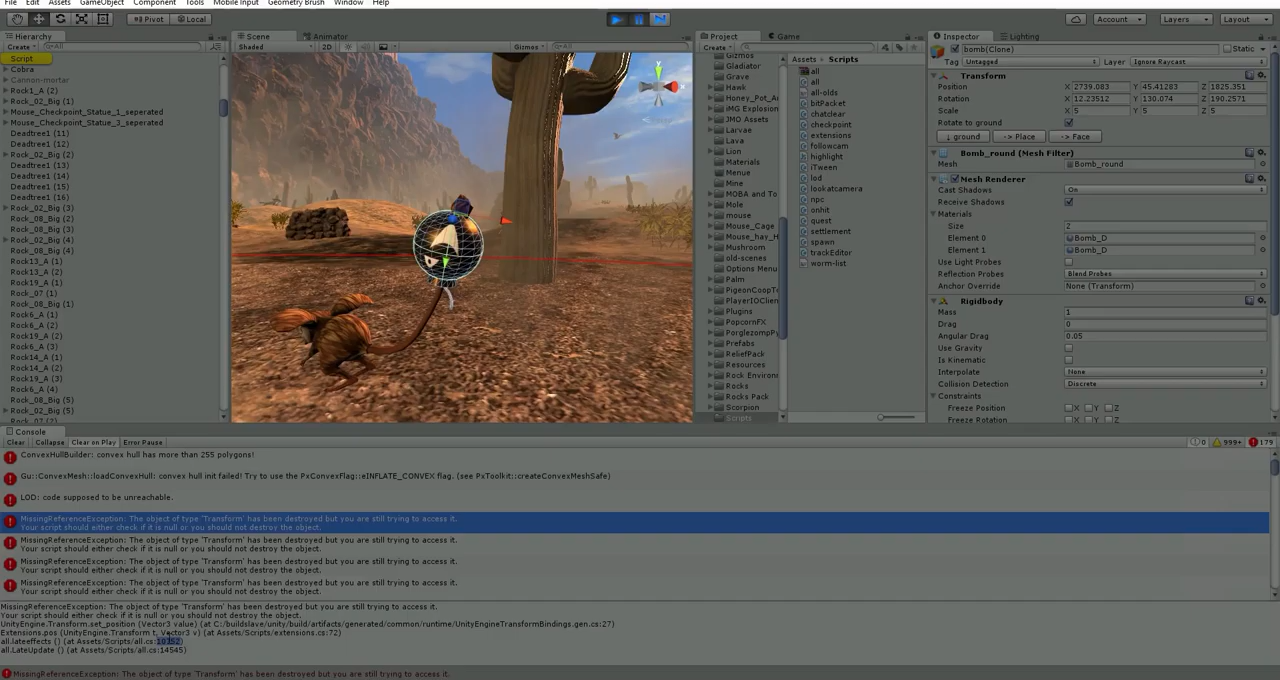 File Edit Assets GameObject Component Tools Mobile Input Geometry Brush Window Help
Pivot Local Account Layers Layout
Hierarchy
Create All
Script
Cobra
Cannon-mortar
Rock1_A (2)
Rock_02_Big (1)
Mouse_Checkpoint_Statue_1_seperated
Mouse_Checkpoint_Statue_3_seperated
Deadtree1 (11)
Deadtree1 (12)
Rock_02_Big (2)
Deadtree1 (13)
Deadtree1 (14)
Deadtree1 (15)
Deadtree1 (16)
Rock_02_Big (3)
Rock_08_Big (2)
Rock_08_Big (3)
Rock_02_Big (4)
Rock_08_Big (4)
Rock13_A (1)
Rock13_A (2)
Rock19_A (1)
Rock_07 (1)
Rock_08_Big (1)
Rock6_A (1)
Rock6_A (2)
Rock19_A (2)
Rock6_A (3)
Rock14_A (1)
Rock14_A (2)
Rock19_A (3)
Rock6_A (4)
Rock_08_Big (5)
Rock_02_Big (5)
Rock_07 (2)
Scene
Shaded 2D Gizmos All
Project Game
Create
Gizmos
Gladiator
Grave
Hawk
Honey_Pot_An
iMG Explosion
JMO Assets
Larvae
Lava
Lion
Materials
Menue
Mine
MOBA and To
Mole
mouse
Mouse_Cage
Mouse_hay_H
Mushroom
old-scenes
Options Menu
Palm
PigeonCoopTo
PlayerIOClien
Plugins
PopcornFX
PorglezompPy
Prefabs
ReliefPack
Resources
Rock Environ
Rocks
Rocks Pack
Scorpion
Scripts
Assets Scripts
all
all
all-olds
bitPacket
chatclear
checkpoint
extensions
followcam
highlight
iTween
lod
lookatcamera
npc
onhit
quest
settlement
spawn
trackEditor
worm-list
Inspector Lighting
bomb(Clone) Static
Tag Untagged Layer Ignore Raycast
Transform
Position X 2739.083 Y 45.41283 Z 1825.351
Rotation X 12.23512 Y 130.074 Z 190.2571
Scale X 5 Y 5 Z 5
Rotate to ground
ground -> Place -> Face
Bomb_round (Mesh Filter)
Mesh Bomb_round
Mesh Renderer
Cast Shadows On
Receive Shadows
Materials
Size 2
Element 0 Bomb_D
Element 1 Bomb_D
Use Light Probes
Reflection Probes Blend Probes
Anchor Override None (Transform)
Rigidbody
Mass 1
Drag 0
Angular Drag 0.05
Use Gravity
Is Kinematic
Interpolate None
Collision Detection Discrete
Constraints
Freeze Position X Y Z
Freeze Rotation X Y Z
Console
Clear Collapse Clear on Play Error Pause 0 999+ 179
ConvexHullBuilder: convex hull has more than 255 polygons!
Gu::ConvexMesh::loadConvexHull: convex hull init failed! Try to use the PxConvexFlag::eINFLATE_CONVEX flag. (see PxToolkit::createConvexMeshSafe)
LOD: code supposed to be unreachable.
MissingReferenceException: The object of type 'Transform' has been destroyed but you are still trying to access it.
Your script should either check if it is null or you should not destroy the object.
MissingReferenceException: The object of type 'Transform' has been destroyed but you are still trying to access it.
Your script should either check if it is null or you should not destroy the object.
MissingReferenceException: The object of type 'Transform' has been destroyed but you are still trying to access it.
Your script should either check if it is null or you should not destroy the object.
MissingReferenceException: The object of type 'Transform' has been destroyed but you are still trying to access it.
Your script should either check if it is null or you should not destroy the object.
MissingReferenceException: The object of type 'Transform' has been destroyed but you are still trying to access it.
Your script should either check if it is null or you should not destroy the object.
UnityEngine.Transform.set_position (Vector3 value) (at C:/buildslave/unity/build/artifacts/generated/common/runtime/UnityEngineTransformBindings.gen.cs:27)
Extensions.pos (UnityEngine.Transform t, Vector3 v) (at Assets/Scripts/extensions.cs:72)
all.lateeffects () (at Assets/Scripts/all.cs:
all.LateUpdate () (at Assets/Scripts/all.cs:14545)
MissingReferenceException: The object of type 'Transform' has been destroyed but you are still trying to access it.